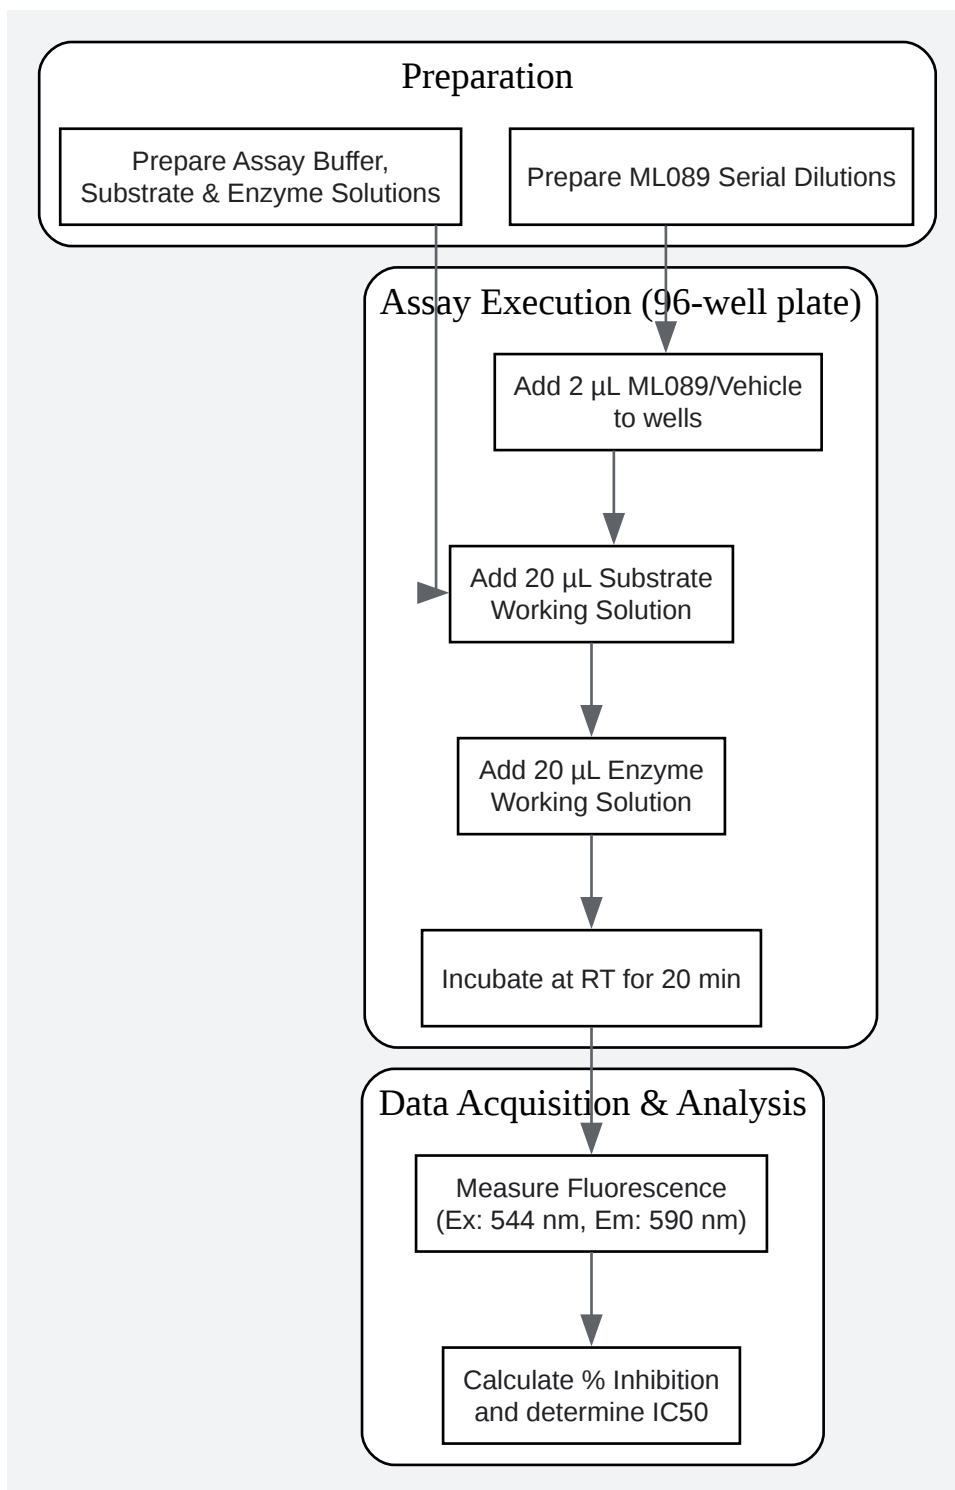 Preparation
Prepare Assay Buffer,
Substrate & Enzyme Solutions
Prepare ML089 Serial Dilutions
Assay Execution (96-well plate)
Add 2 µL ML089/Vehicle
to wells
Add 20 µL Substrate
Working Solution
Add 20 µL Enzyme
Working Solution
Incubate at RT for 20 min
Data Acquisition & Analysis
Measure Fluorescence
(Ex: 544 nm, Em: 590 nm)
Calculate % Inhibition
and determine IC50